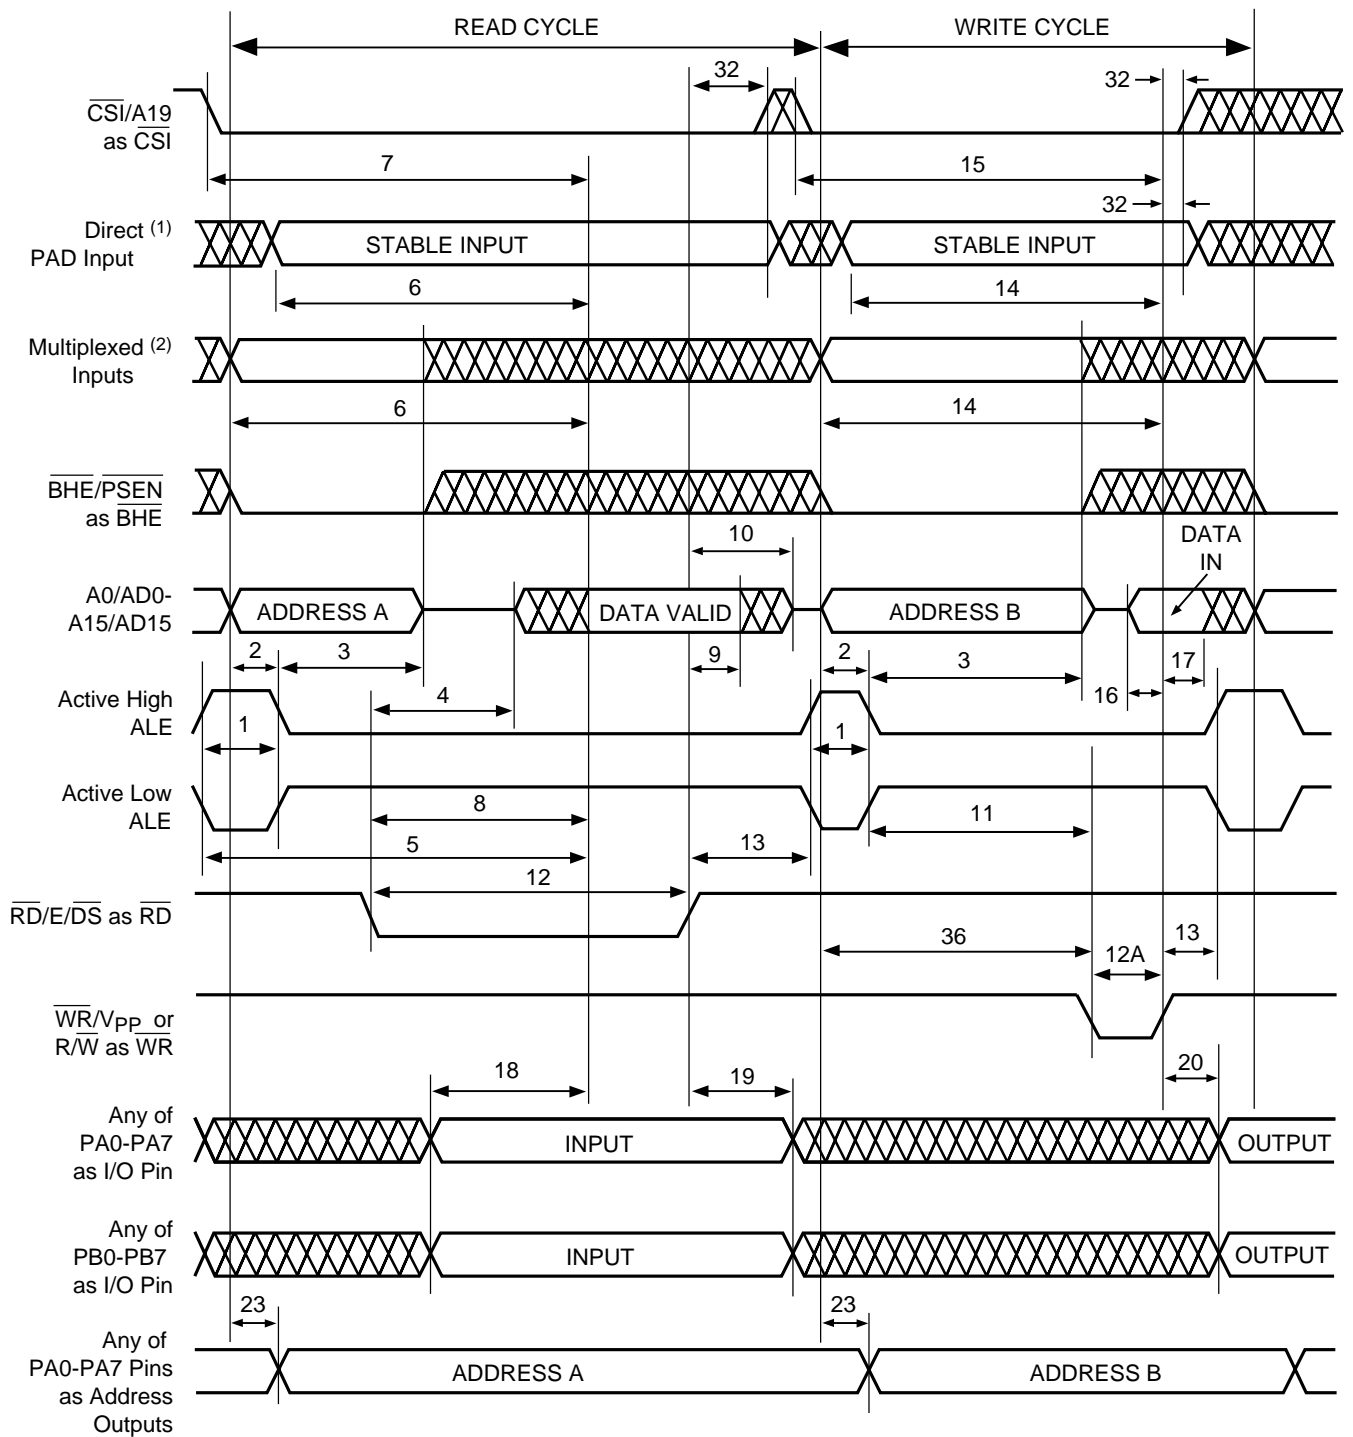 READ CYCLE
WRITE CYCLE
32
32
CSI/A19
as CSI
7
15
32
Direct (1)
PAD Input
STABLE INPUT
STABLE INPUT
6
14
Multiplexed (2)
Inputs
6
14
BHE/PSEN
as BHE
10
DATA
IN
A0/AD0-
A15/AD15
ADDRESS A
DATA VALID
ADDRESS B
2
3
9
2
3
17
4
16
Active High
ALE
1
1
Active Low
ALE
8
11
5
13
12
RD/E/DS as RD
36
12A
13
WR/VPP or
R/W as WR
18
19
20
Any of
PA0-PA7
as I/O Pin
INPUT
OUTPUT
Any of
PB0-PB7
as I/O Pin
INPUT
OUTPUT
23
23
Any of
PA0-PA7 Pins
as Address
Outputs
ADDRESS A
ADDRESS B